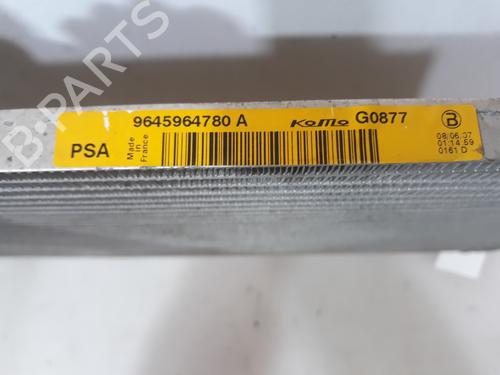 9645964780 A KOMO G0877 B
PSA Made in France 08.06.07
01:14:59
0161 D
B-PARTS